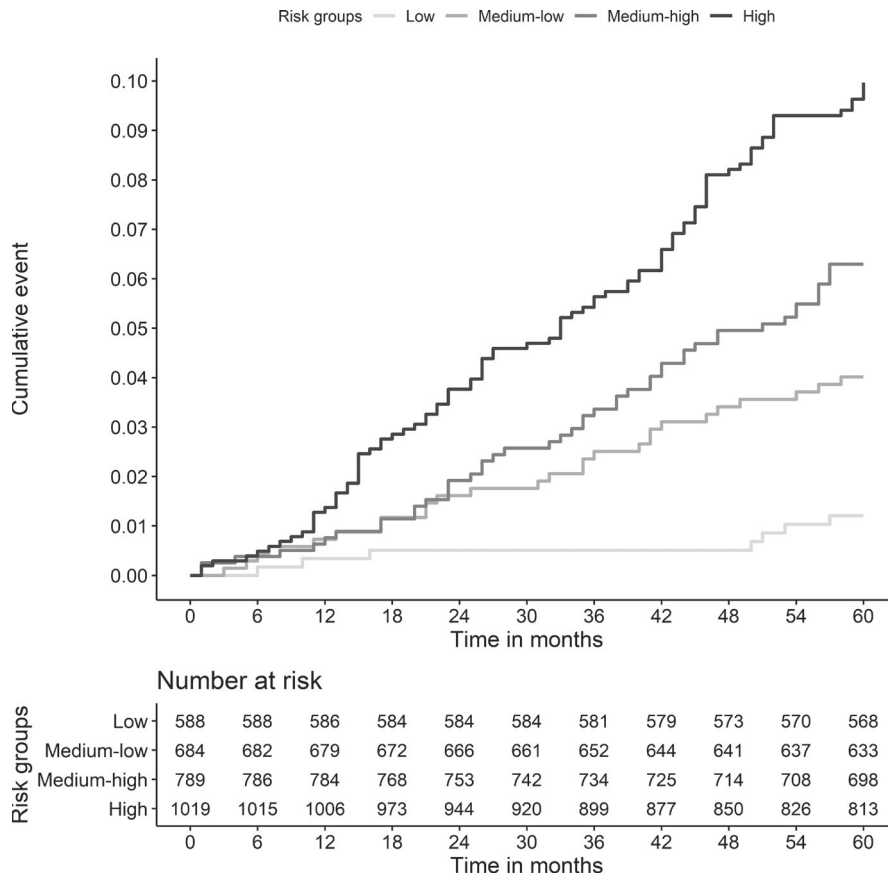 Risk groups Low Medium-low Medium-high High
0.10
0.09
0.08
0.07
0.06
0.05
0.04
0.03
0.02
0.01
0.00
Cumulative event
0 6 12 18 24 30 36 42 48 54 60
Time in months
Number at risk
Risk groups
Low 588 588 586 584 584 584 581 579 573 570 568
Medium-low 684 682 679 672 666 661 652 644 641 637 633
Medium-high 789 786 784 768 753 742 734 725 714 708 698
High 1019 1015 1006 973 944 920 899 877 850 826 813
0 6 12 18 24 30 36 42 48 54 60
Time in months